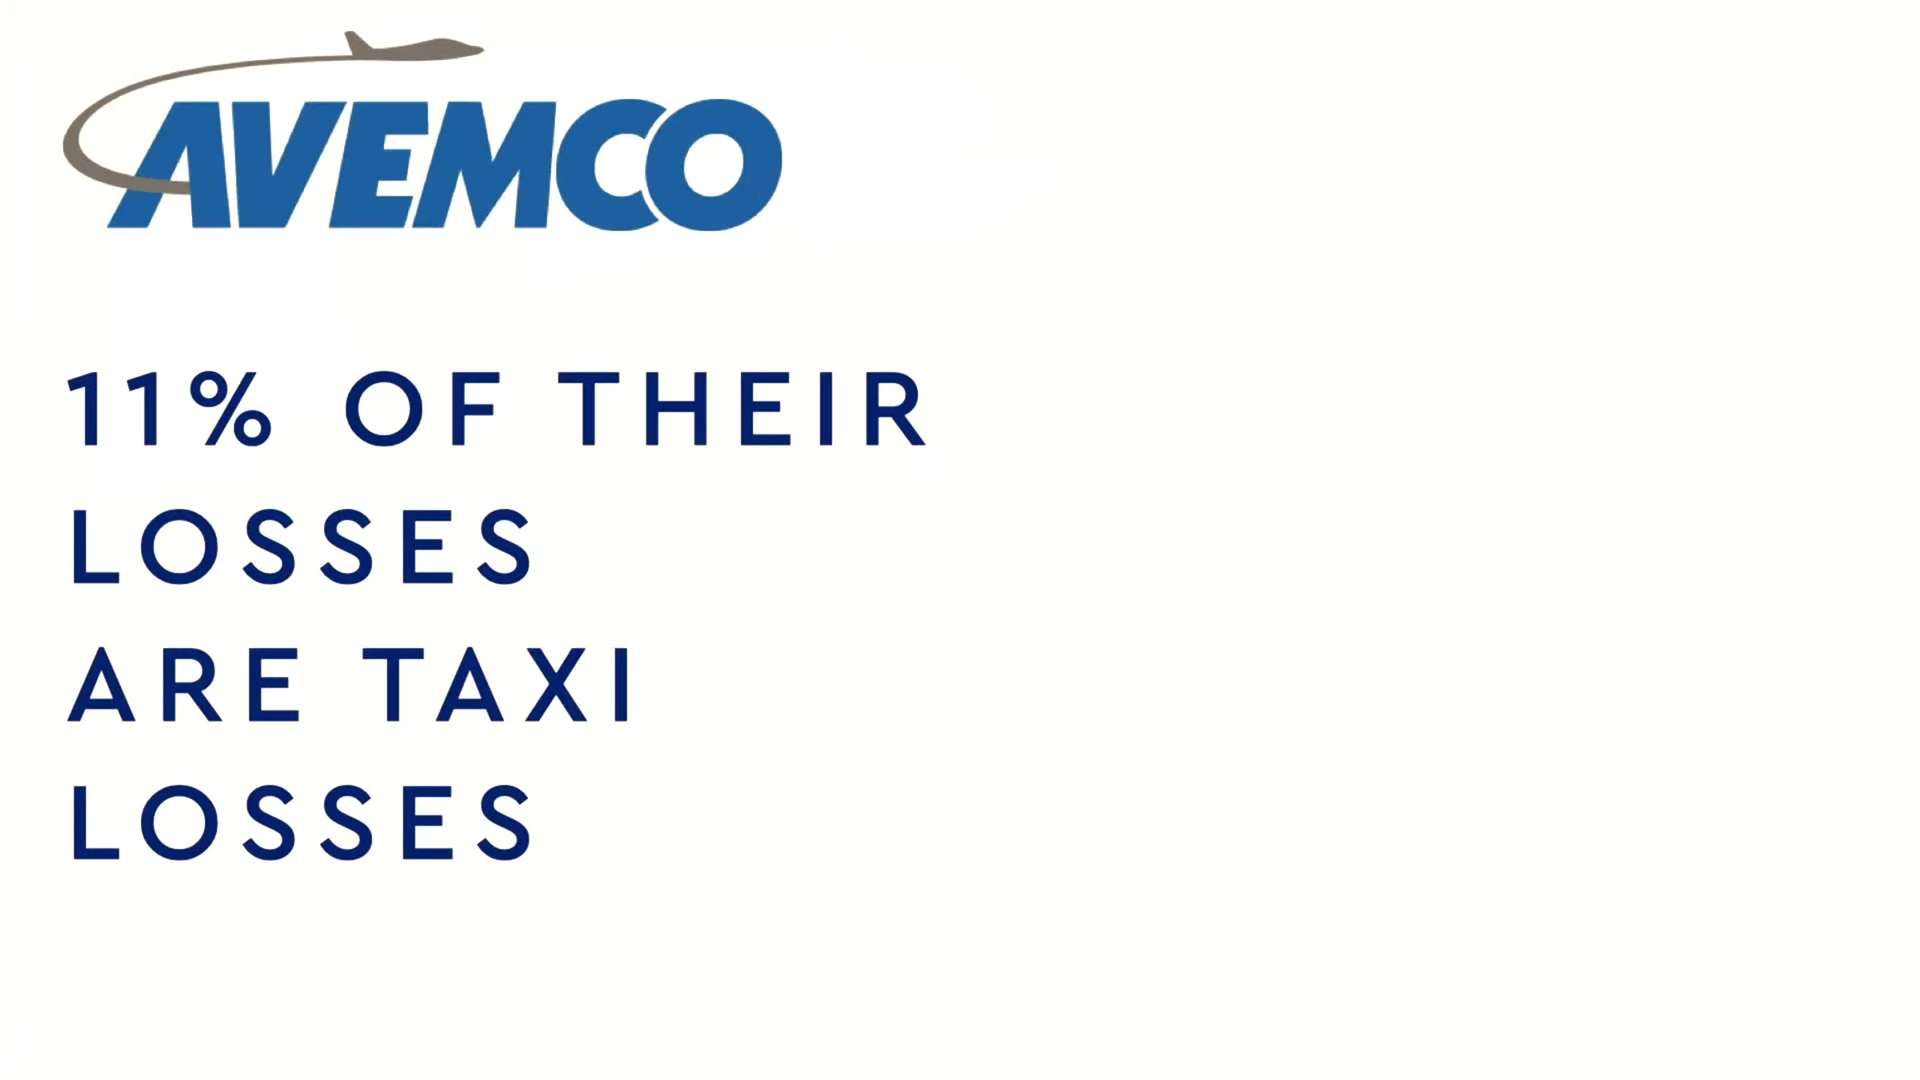 AVEMCO
11% OF THEIR
LOSSES
ARE TAXI
LOSSES